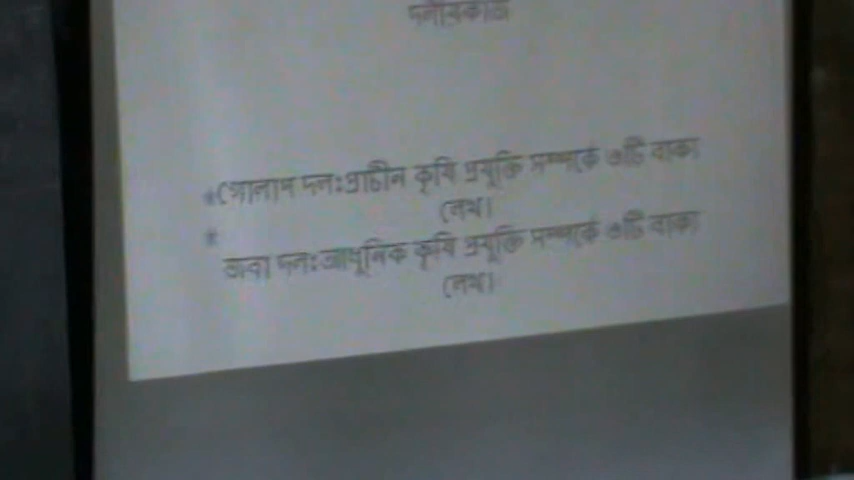 দলীয়কাজ
*গোলাপ দল:প্রাচীন কৃষি প্রযুক্তি সম্পর্কে ৩টি বাক্য
লেখ।
*
জবা দল:আধুনিক কৃষি প্রযুক্তি সম্পর্কে ৩টি বাক্য
লেখ।